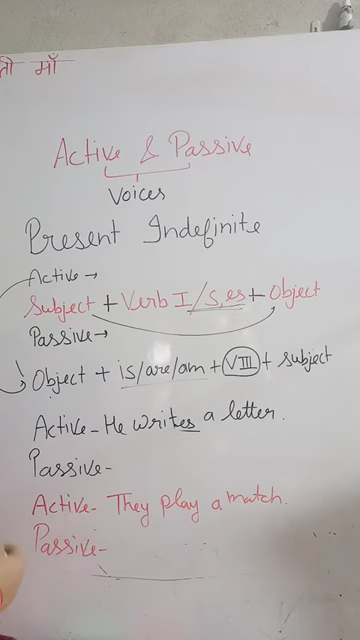 ती माँ
Active & Passive
Voices
Present Indefinite
Active →
Subject + Verb I/s,es + Object
Passive →
Object + is/are/am + VIII + subject
Active - He writes a letter.
Passive -
Active - They play a match.
Passive -